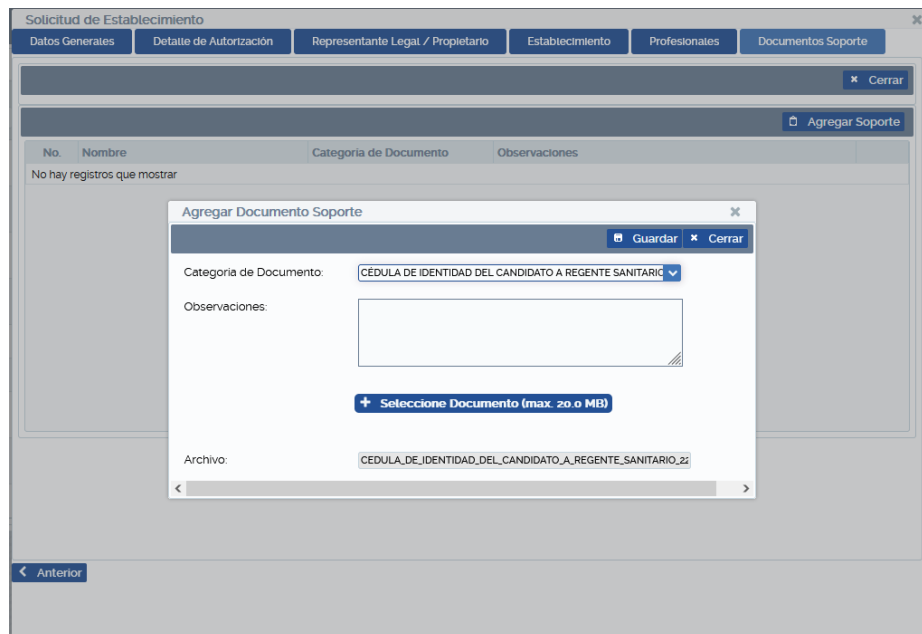 Solicitud de Establecimiento
Datos Generales Detalle de Autorización Representante Legal / Propietario Establecimiento Profesionales Documentos Soporte
Cerrar
Agregar Soporte
No. Nombre Categoria de Documento Observaciones
No hay registros que mostrar
Agregar Documento Soporte
Guardar Cerrar
Categoria de Documento: CÉDULA DE IDENTIDAD DEL CANDIDATO A REGENTE SANITARIO
Observaciones:
+ Seleccione Documento (max. 20.0 MB)
Archivo: CEDULA_DE_IDENTIDAD_DEL_CANDIDATO_A_REGENTE_SANITARIO_22
Anterior